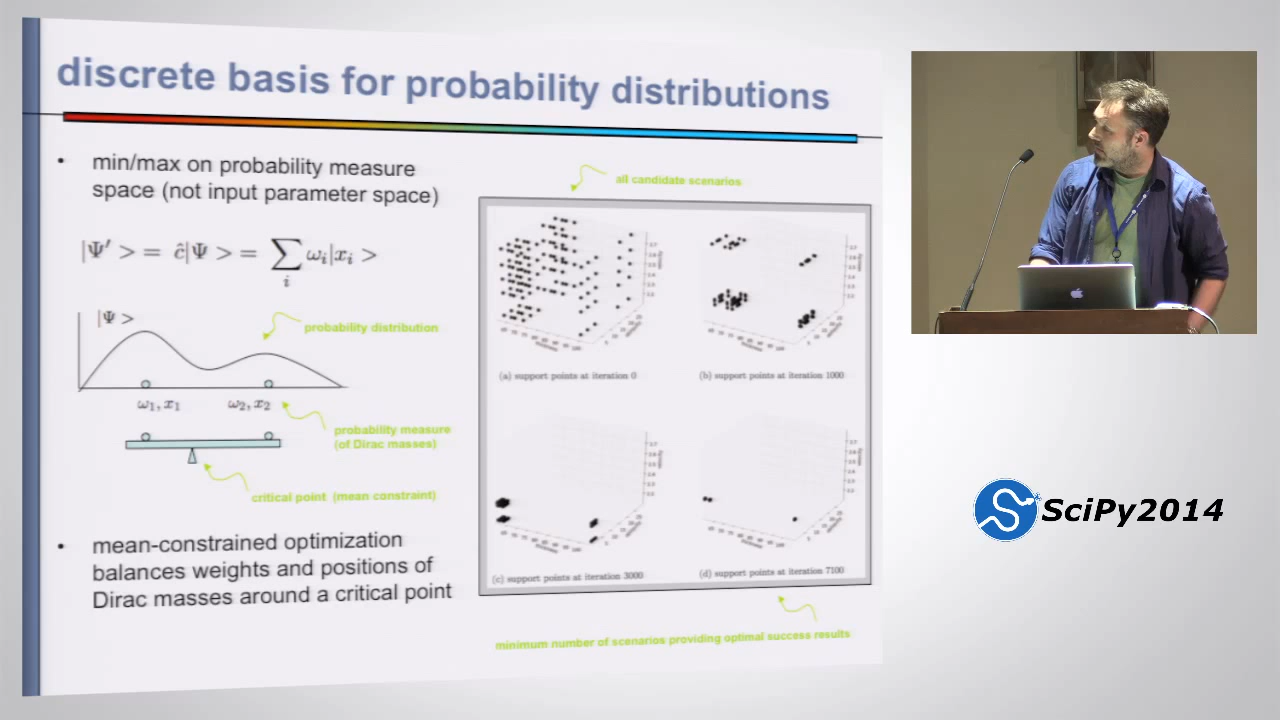 discrete basis for probability distributions
• min/max on probability measure
space (not input parameter space)
|Ψ′ > = ĉ|Ψ > = ∑ ωᵢ|xᵢ >
i
|Ψ >
probability distribution
ω₁, x₁ ω₂, x₂
probability measure
(of Dirac masses)
critical point (mean constraint)
• mean-constrained optimization
balances weights and positions of
Dirac masses around a critical point
all candidate scenarios
(a) support points at iteration 0
(b) support points at iteration 1000
(c) support points at iteration 3000
(d) support points at iteration 7100
minimum number of scenarios providing optimal success results
SciPy2014